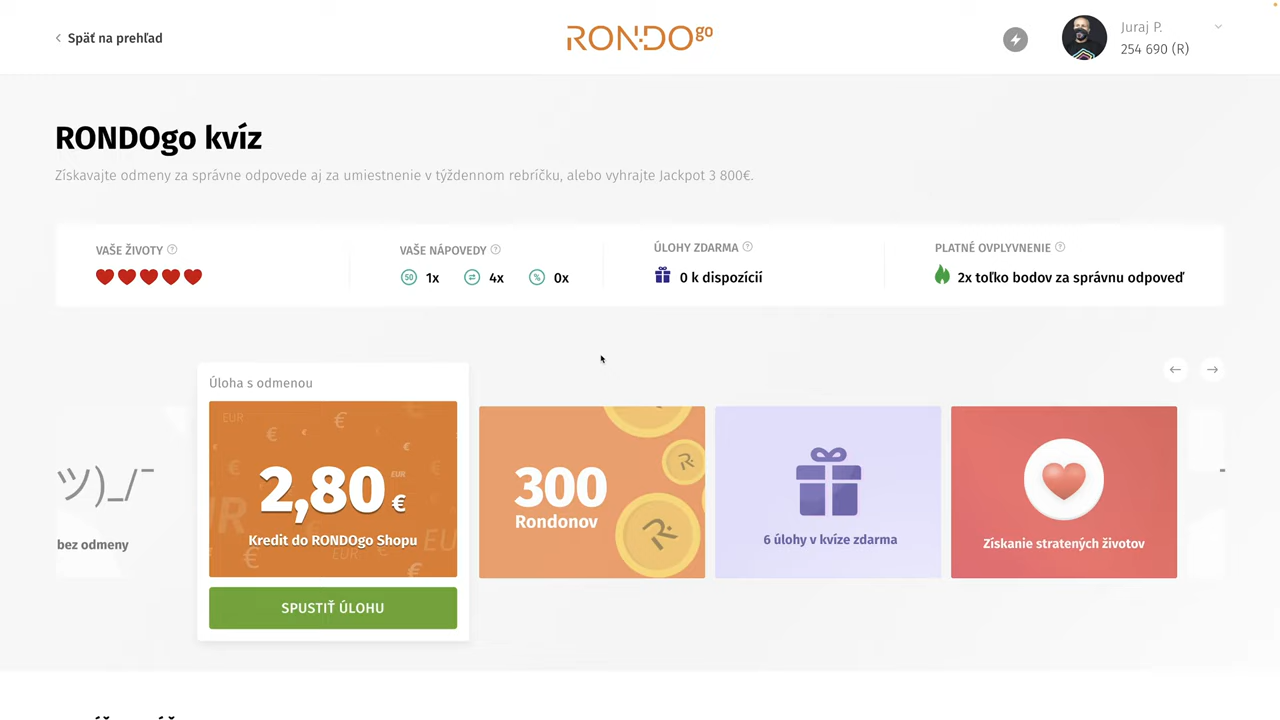 Späť na prehľad
RONDOgo
Juraj P.
254 690 (R)
RONDOgo kvíz
Získavajte odmeny za správne odpovede aj za umiestnenie v týždennom rebríčku, alebo vyhrajte Jackpot 3 800€.
VAŠE ŽIVOTY
VAŠE NÁPOVEDY
50 1x
4x
% 0x
ÚLOHY ZDARMA
0 k dispozícií
PLATNÉ OVPLYVNENIE
2x toľko bodov za správnu odpoveď
ツ)_/¯
bez odmeny
Úloha s odmenou
2,80 EUR €
Kredit do RONDOgo Shopu
SPUSTIŤ ÚLOHU
300
Rondonov
6 úlohy v kvíze zdarma
Získanie stratených životov